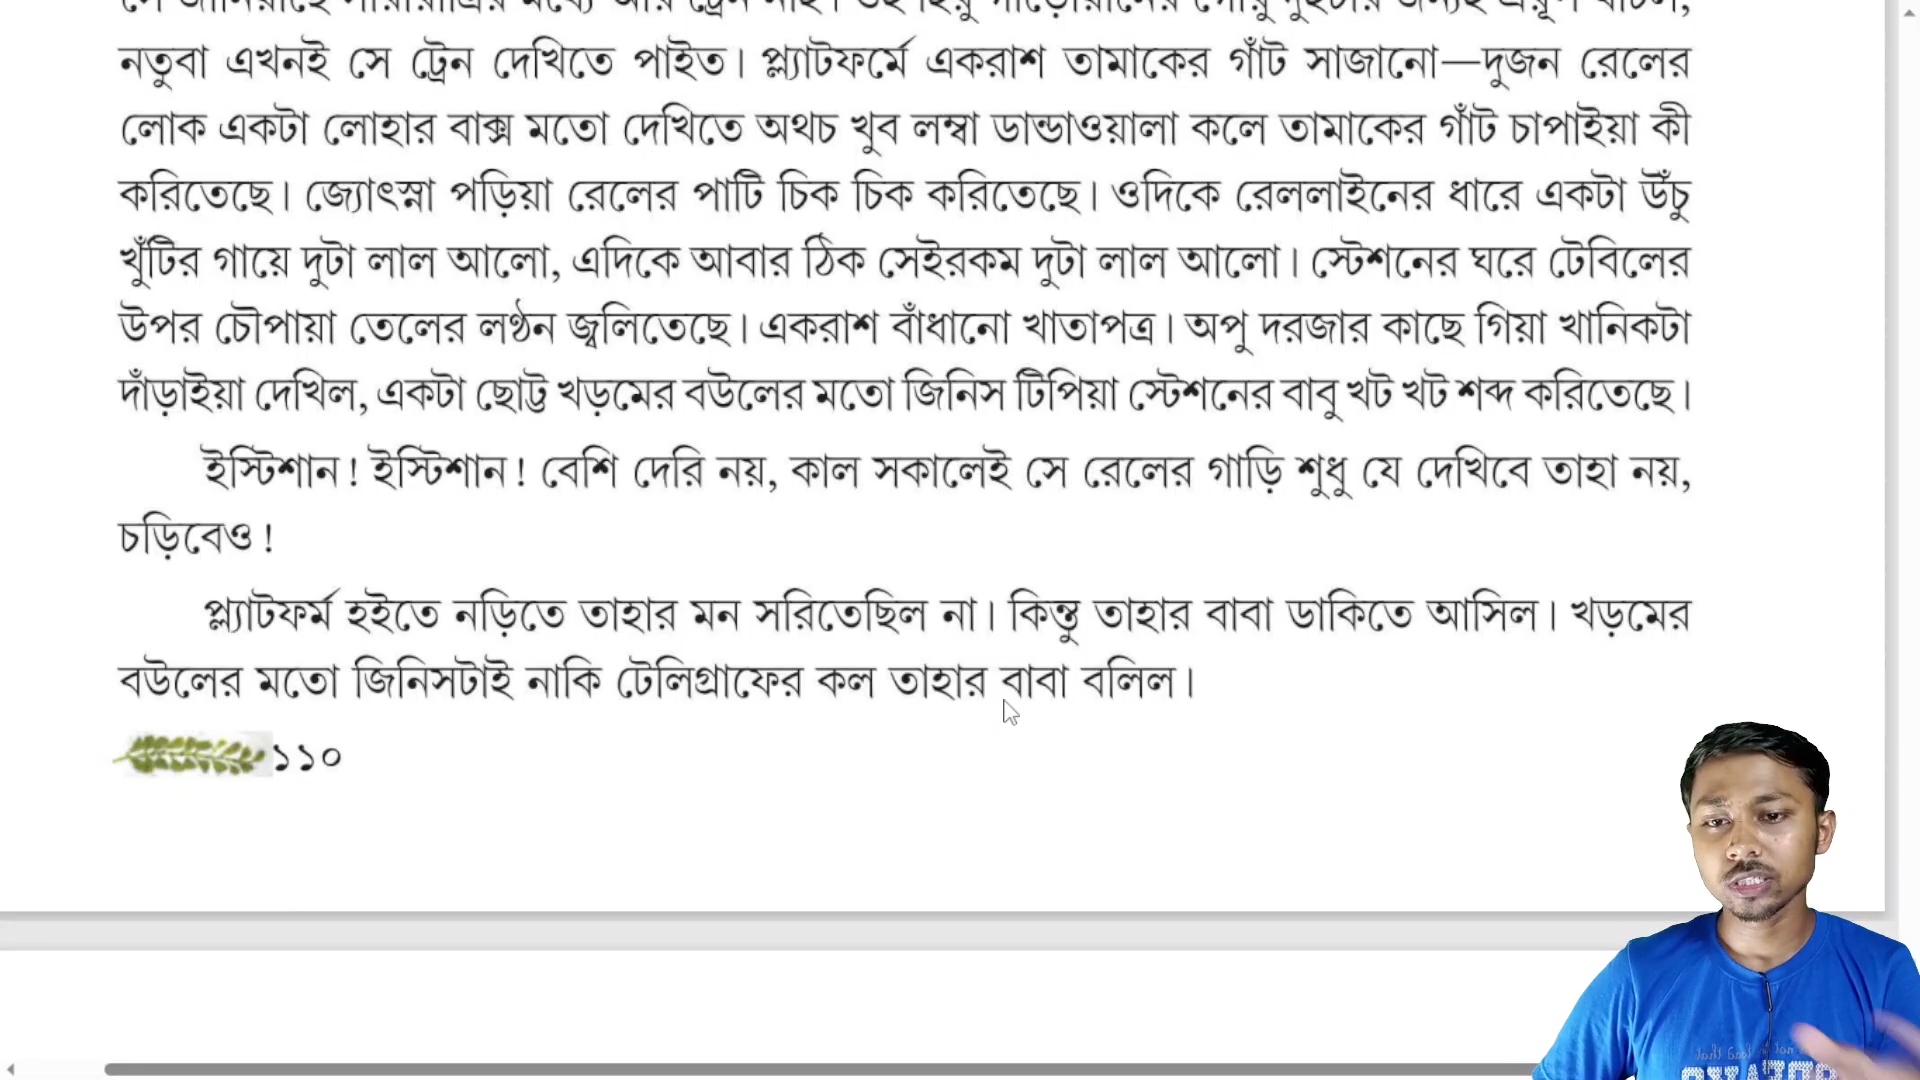 নতুবা এখনই সে ট্রেন দেখিতে পাইত। প্ল্যাটফর্মে একরাশ তামাকের গাঁট সাজানো—দুজন রেলের
লোক একটা লোহার বাক্স মতো দেখিতে অথচ খুব লম্বা ডান্ডাওয়ালা কলে তামাকের গাঁট চাপাইয়া কী
করিতেছে। জ্যোৎস্না পড়িয়া রেলের পাটি চিক চিক করিতেছে। ওদিকে রেললাইনের ধারে একটা উঁচু
খুঁটির গায়ে দুটা লাল আলো, এদিকে আবার ঠিক সেইরকম দুটা লাল আলো। স্টেশনের ঘরে টেবিলের
উপর চৌপায়া তেলের লণ্ঠন জ্বলিতেছে। একরাশ বাঁধানো খাতাপত্র। অপু দরজার কাছে গিয়া খানিকটা
দাঁড়াইয়া দেখিল, একটা ছোট্ট খড়মের বউলের মতো জিনিস টিপিয়া স্টেশনের বাবু খট খট শব্দ করিতেছে।
ইস্টিশান! ইস্টিশান! বেশি দেরি নয়, কাল সকালেই সে রেলের গাড়ি শুধু যে দেখিবে তাহা নয়,
চড়িবেও!
প্ল্যাটফর্ম হইতে নড়িতে তাহার মন সরিতেছিল না। কিন্তু তাহার বাবা ডাকিতে আসিল। খড়মের
বউলের মতো জিনিসটাই নাকি টেলিগ্রাফের কল তাহার বাবা বলিল।
১১০